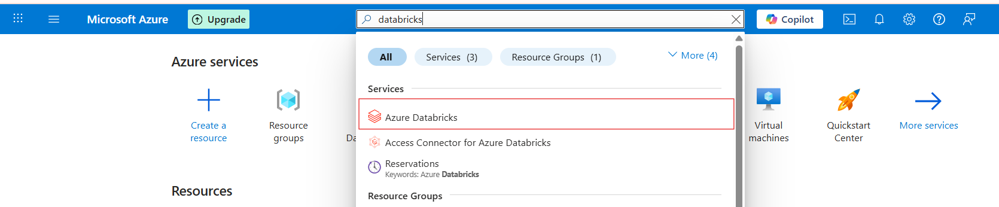 Microsoft Azure
Upgrade
databricks
Copilot
All
Services (3)
Resource Groups (1)
More (4)
Azure services
Create a
resource
Resource
groups
Da
Services
Azure Databricks
Access Connector for Azure Databricks
Reservations
Keywords: Azure Databricks
Resource Groups
Virtual
machines
Quickstart
Center
More services
Resources